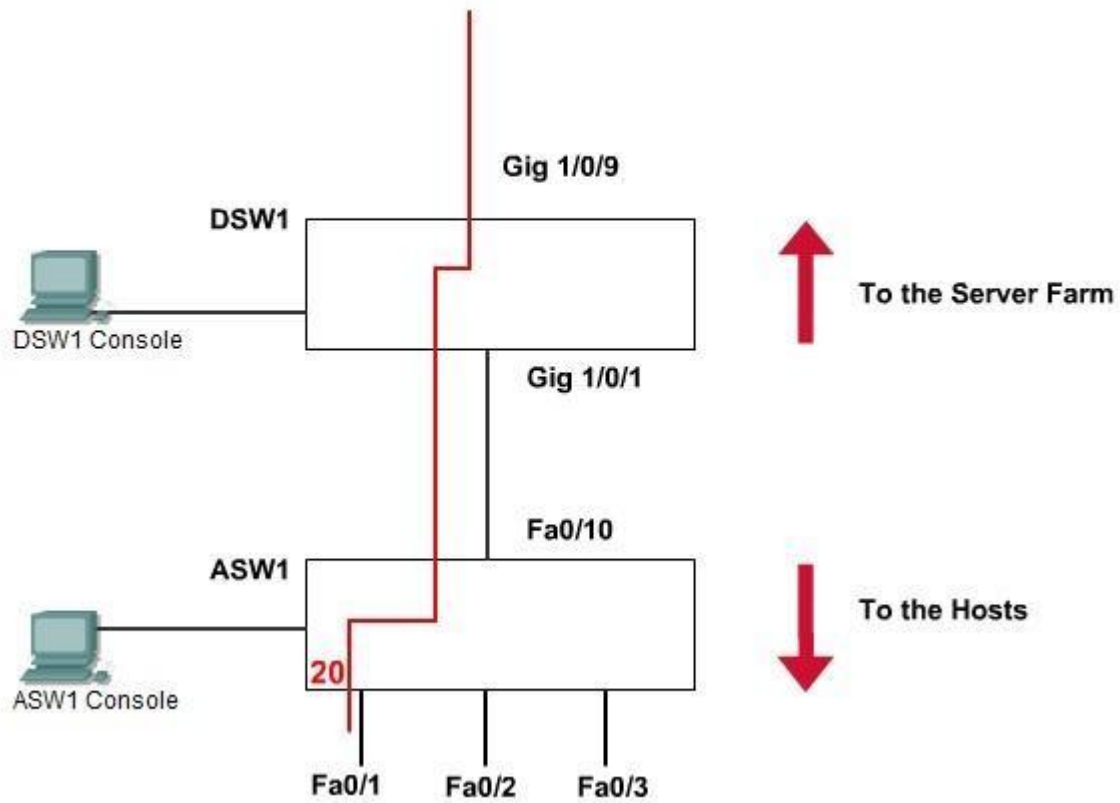 Gig 1/0/9
DSW1
To the Server Farm
DSW1 Console
Gig 1/0/1
Fa0/10
ASW1
To the Hosts
20
ASW1 Console
Fa0/1
Fa0/2
Fa0/3